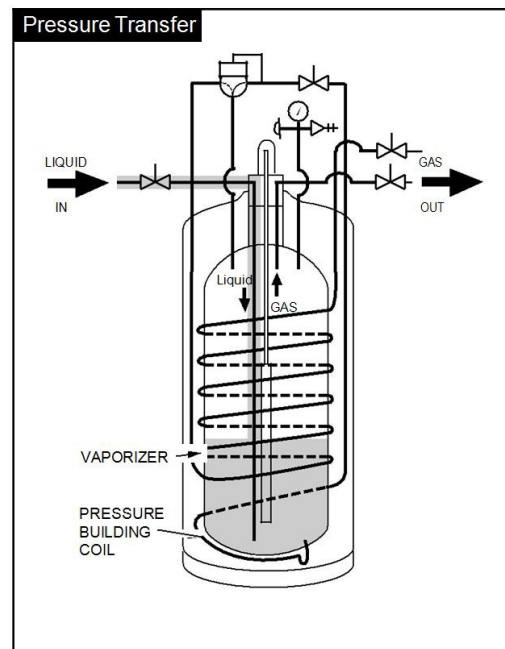 Pressure Transfer
LIQUID
IN
GAS
OUT
Liquid
GAS
VAPORIZER
PRESSURE
BUILDING
COIL